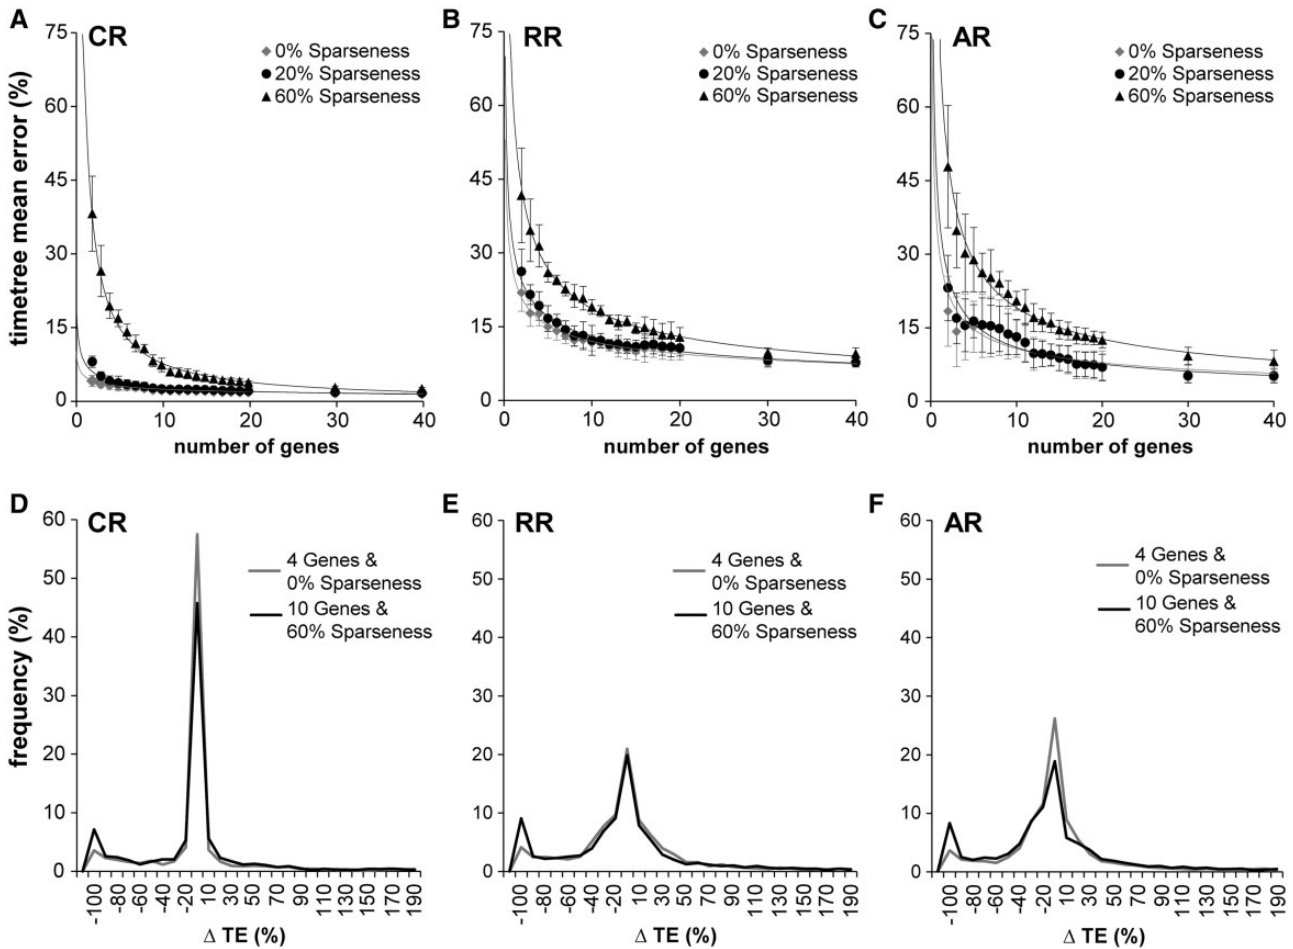 A
CR
0% Sparseness
20% Sparseness
60% Sparseness
75
60
45
30
15
0
timetree mean error (%)
0 10 20 30 40
number of genes
B
RR
0% Sparseness
20% Sparseness
60% Sparseness
75
60
45
30
15
0
0 10 20 30 40
number of genes
C
AR
0% Sparseness
20% Sparseness
60% Sparseness
75
60
45
30
15
0
0 10 20 30 40
number of genes
D
CR
4 Genes &
0% Sparseness
10 Genes &
60% Sparseness
60
50
40
30
20
10
0
frequency (%)
-100 -80 -60 -40 -20 10 30 50 70 90 110 130 150 170 190
Δ TE (%)
E
RR
4 Genes &
0% Sparseness
10 Genes &
60% Sparseness
60
50
40
30
20
10
0
-100 -80 -60 -40 -20 10 30 50 70 90 110 130 150 170 190
Δ TE (%)
F
AR
4 Genes &
0% Sparseness
10 Genes &
60% Sparseness
60
50
40
30
20
10
0
-100 -80 -60 -40 -20 10 30 50 70 90 110 130 150 170 190
Δ TE (%)